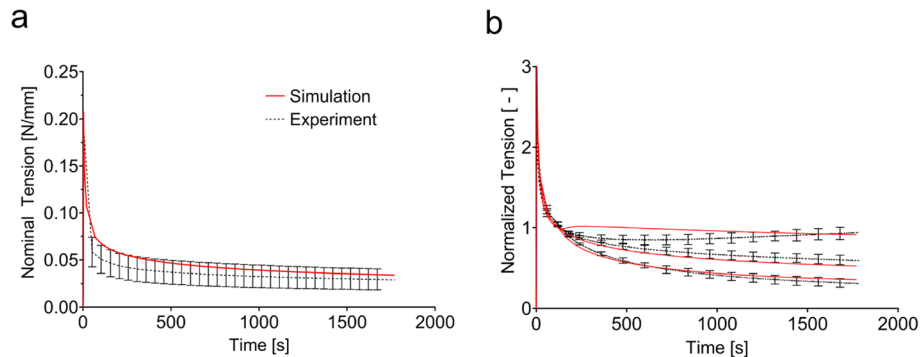 a
0.25
0.20
0.15
0.10
0.05
0.00
Nominal Tension [N/mm]
Simulation
Experiment
0
500
1000
1500
2000
Time [s]
b
3
2
1
0
Normalized Tension [ - ]
0
500
1000
1500
2000
Time [s]